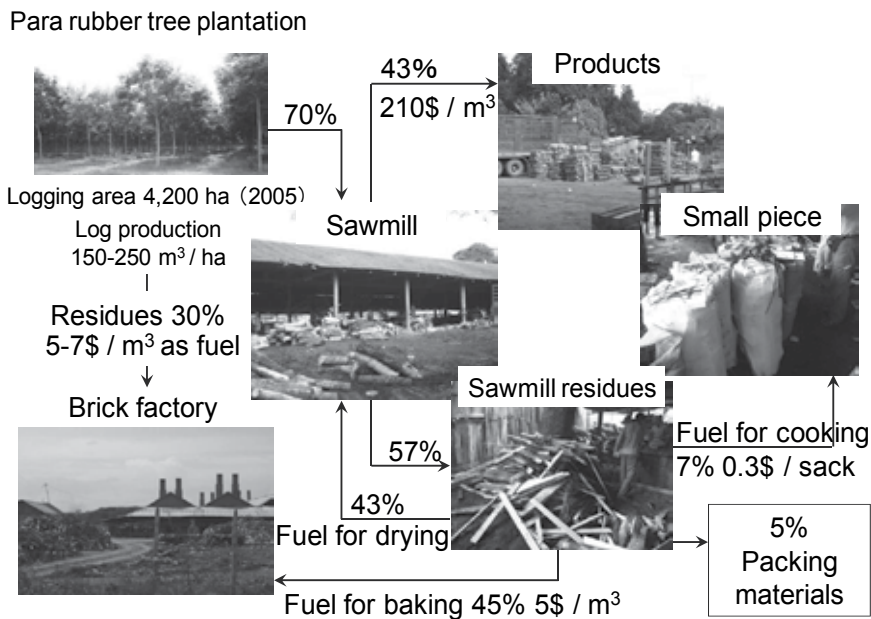 Para rubber tree plantation
70%
43%
210$ / m³
Products
Logging area 4,200 ha（2005）
Log production
150-250 m³ / ha
Sawmill
Small piece
Residues 30%
5-7$ / m³ as fuel
Brick factory
Sawmill residues
57%
43%
Fuel for drying
Fuel for cooking
7% 0.3$ / sack
5%
Packing
materials
Fuel for baking 45% 5$ / m³